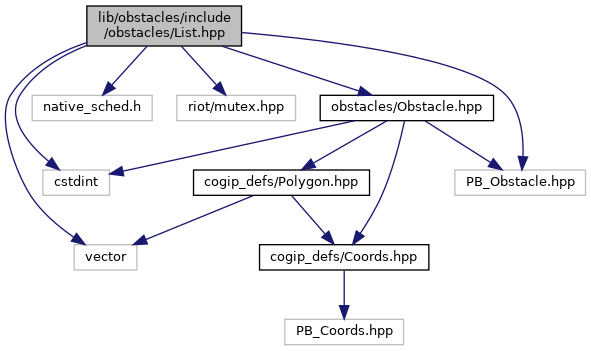 lib/obstacles/include
/obstacles/List.hpp
native_sched.h
riot/mutex.hpp
obstacles/Obstacle.hpp
cstdint
cogip_defs/Polygon.hpp
PB_Obstacle.hpp
vector
cogip_defs/Coords.hpp
PB_Coords.hpp